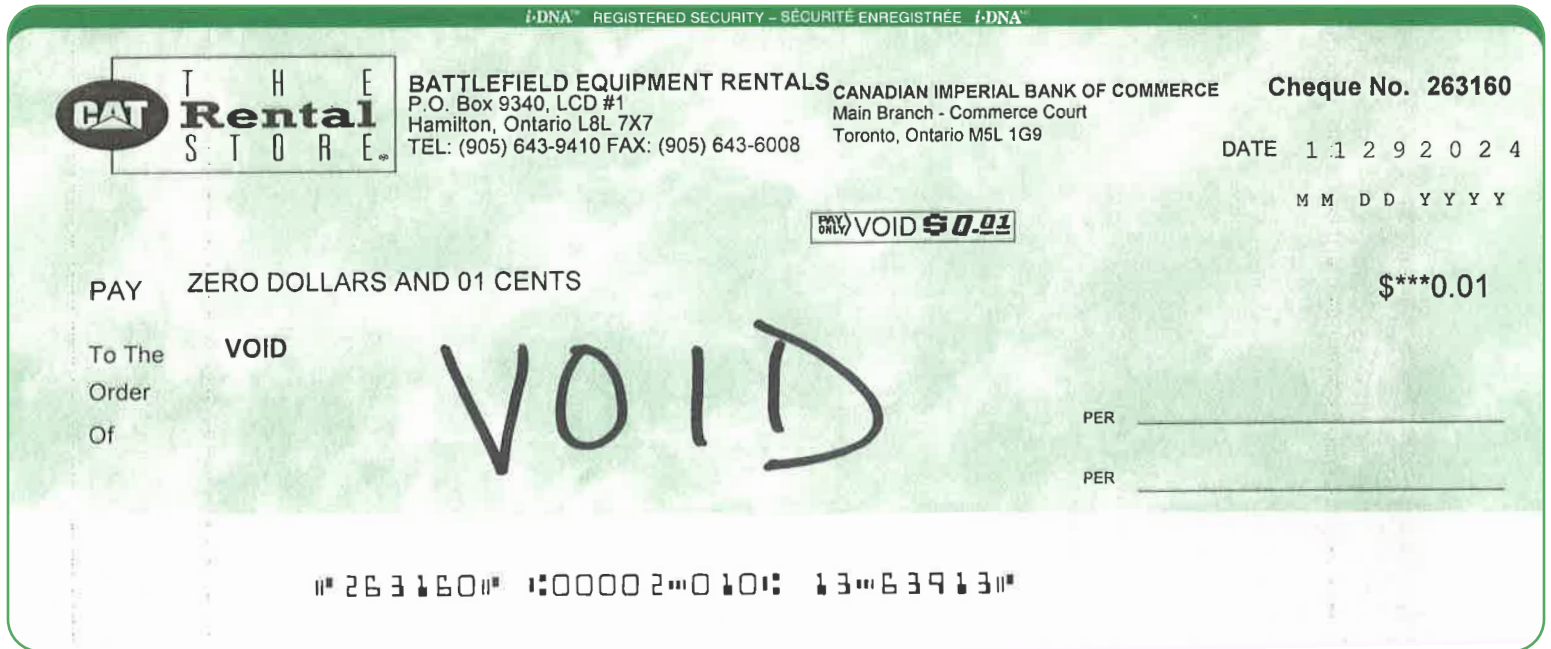 i-DNA™ REGISTERED SECURITY – SÉCURITÉ ENREGISTRÉE i-DNA™
CAT THE Rental STORE®
BATTLEFIELD EQUIPMENT RENTALS
P.O. Box 9340, LCD #1
Hamilton, Ontario L8L 7X7
TEL: (905) 643-9410 FAX: (905) 643-6008
CANADIAN IMPERIAL BANK OF COMMERCE
Main Branch - Commerce Court
Toronto, Ontario M5L 1G9
Cheque No. 263160
DATE 1 1 2 9 2 0 2 4
M M D D Y Y Y Y
PAY ONLY VOID $ 0.01
PAY ZERO DOLLARS AND 01 CENTS $***0.01
To The Order Of
VOID
VOID
PER
PER
⑈263160⑈ ⑆00002⑉010⑆ 13⑉63913⑈